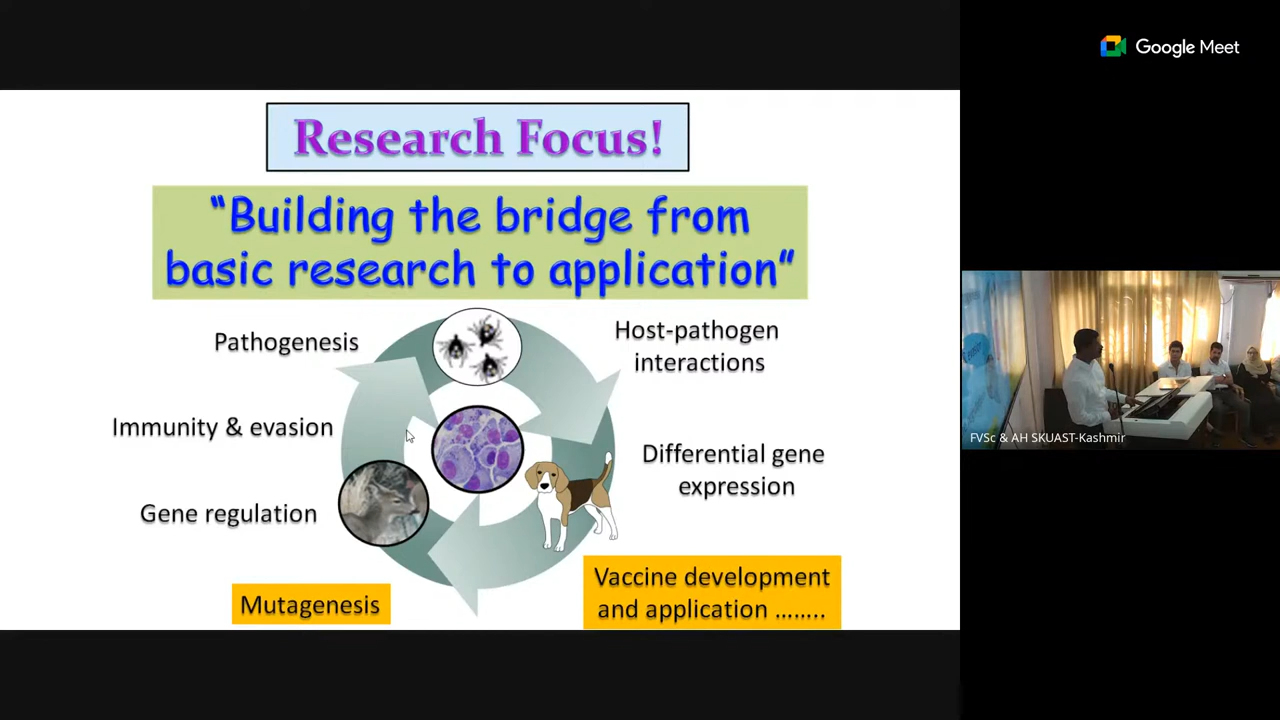 Google Meet
Research Focus!
“Building the bridge from
basic research to application”
Pathogenesis
Host-pathogen
interactions
Immunity & evasion
Differential gene
expression
Gene regulation
Mutagenesis
Vaccine development
and application ……..
FVSc & AH SKUAST-Kashmir